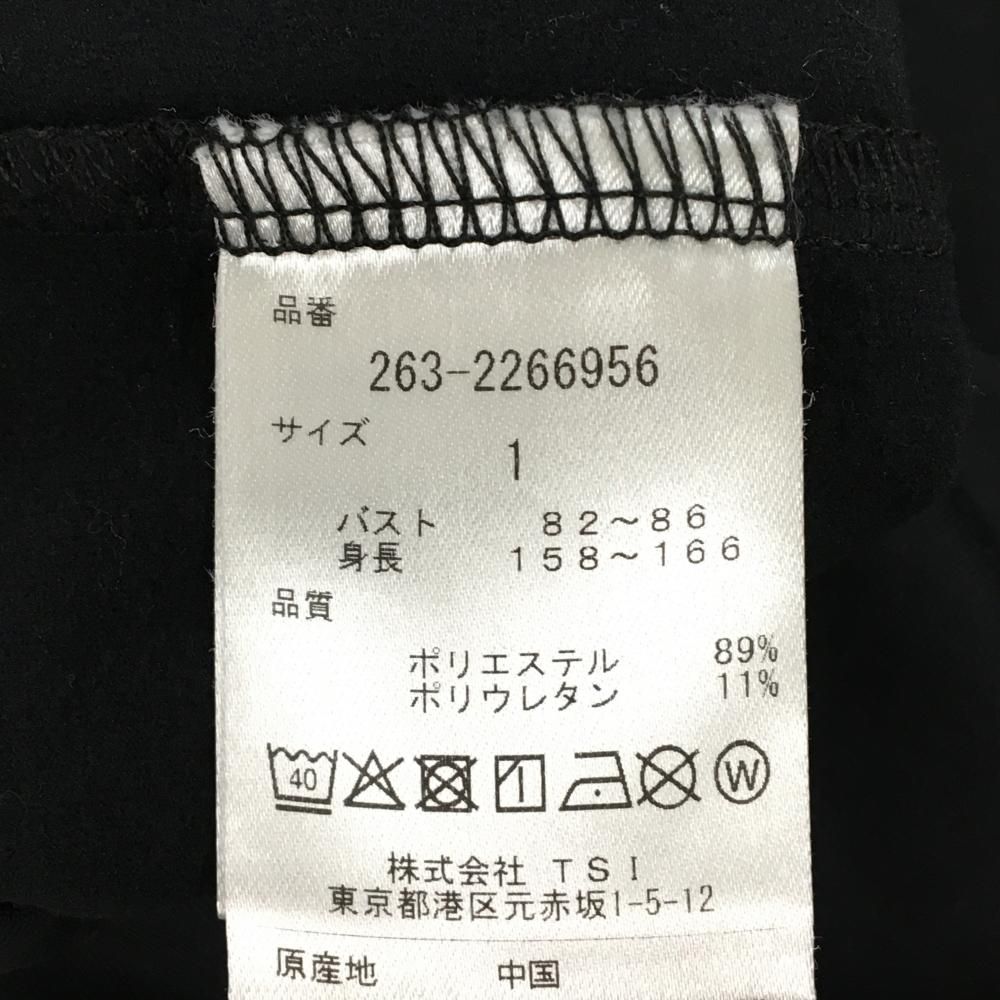 品番
263-2266956
サイズ
1
バスト 82～86
身長 158～166
品質
ポリエステル 89%
ポリウレタン 11%
40 W
株式会社 TSI
東京都港区元赤坂1-5-12
原産地 中国